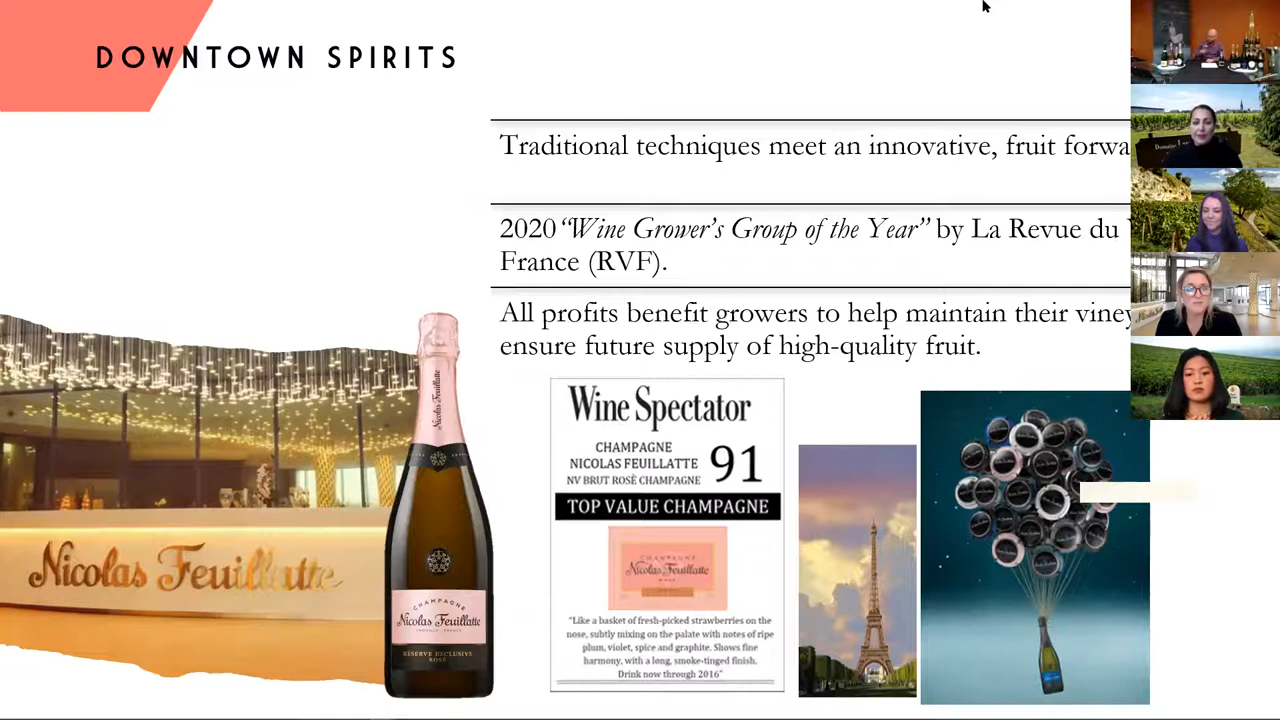 DOWNTOWN SPIRITS
Traditional techniques meet an innovative, fruit
2020 “Wine Grower’s Group of the Year” by La Revue du
France (RVF).
All profits benefit growers to help maintain their
ensure future supply of high-quality fruit.
Nicolas Feuillatte
Nicolas Feuillatte
CHAMPAGNE
Nicolas Feuillatte
RÉSERVE EXCLUSIVE
ROSÉ
Wine Spectator
CHAMPAGNE
NICOLAS FEUILLATTE 91
NV BRUT ROSÈ CHAMPAGNE
TOP VALUE CHAMPAGNE
CHAMPAGNE
Nicolas Feuillatte
“Like a basket of fresh-picked strawberries on the
nose, subtly mixing on the palate with notes of ripe
plum, violet, spice and graphite. Shows fine
harmony, with a long, smoke-tinged finish.
Drink now through 2016”